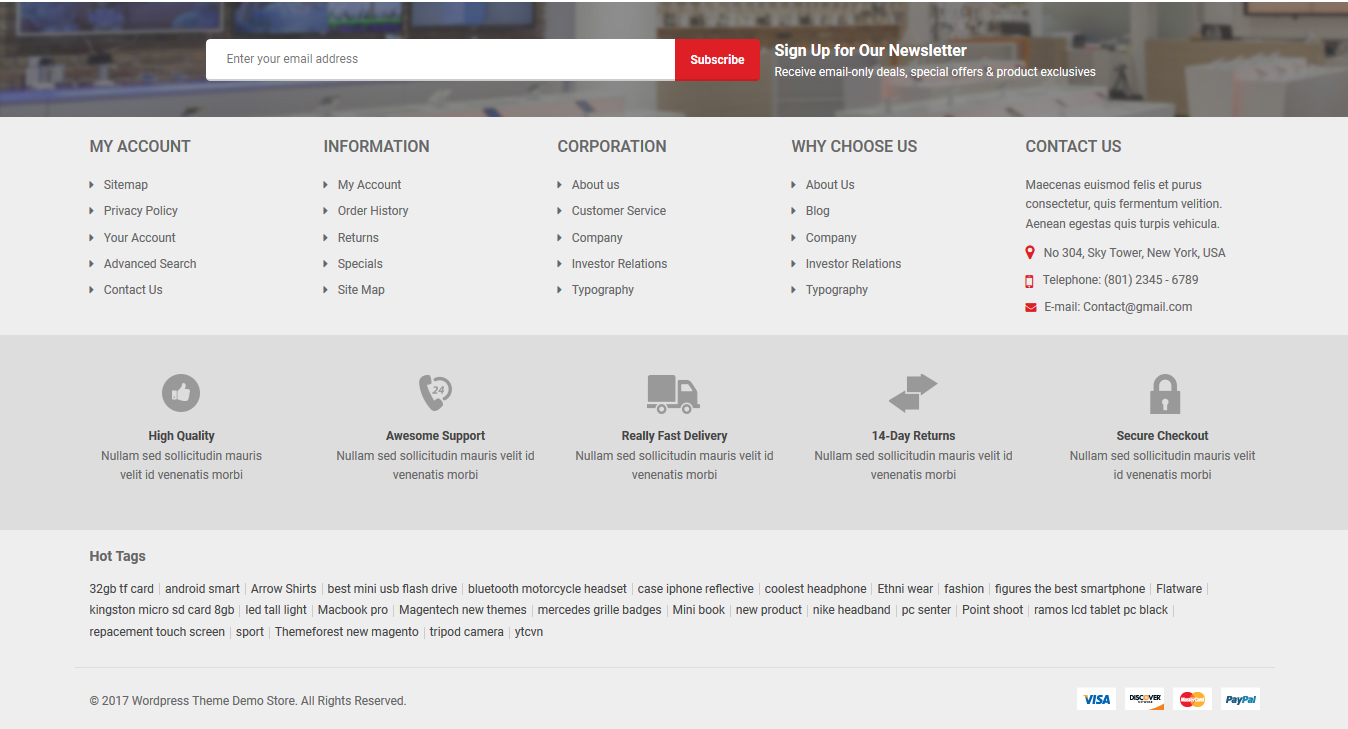 Enter your email address
Subscribe
Sign Up for Our Newsletter
Receive email-only deals, special offers & product exclusives
MY ACCOUNT
Sitemap
Privacy Policy
Your Account
Advanced Search
Contact Us
INFORMATION
My Account
Order History
Returns
Specials
Site Map
CORPORATION
About us
Customer Service
Company
Investor Relations
Typography
WHY CHOOSE US
About Us
Blog
Company
Investor Relations
Typography
CONTACT US
Maecenas euismod felis et purus
consectetur, quis fermentum velition.
Aenean egestas quis turpis vehicula.
No 304, Sky Tower, New York, USA
Telephone: (801) 2345 - 6789
E-mail: Contact@gmail.com
High Quality
Nullam sed sollicitudin mauris
velit id venenatis morbi
24
Awesome Support
Nullam sed sollicitudin mauris velit id
venenatis morbi
Really Fast Delivery
Nullam sed sollicitudin mauris velit id
venenatis morbi
14-Day Returns
Nullam sed sollicitudin mauris velit id
venenatis morbi
Secure Checkout
Nullam sed sollicitudin mauris velit
id venenatis morbi
Hot Tags
32gb tf card | android smart | Arrow Shirts | best mini usb flash drive | bluetooth motorcycle headset | case iphone reflective | coolest headphone | Ethni wear | fashion | figures the best smartphone | Flatware |
kingston micro sd card 8gb | led tall light | Macbook pro | Magentech new themes | mercedes grille badges | Mini book | new product | nike headband | pc senter | Point shoot | ramos lcd tablet pc black |
repacement touch screen | sport | Themeforest new magento | tripod camera | ytcvn
© 2017 Wordpress Theme Demo Store. All Rights Reserved.
VISA
DISCOVER
MasterCard
PayPal